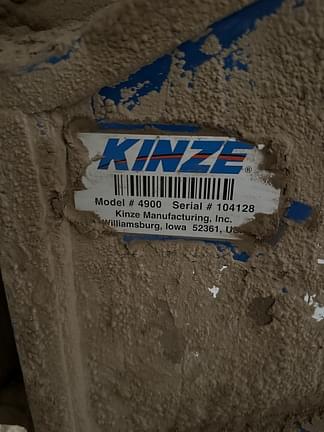 KINZE®
Model # 4900 Serial # 104128
Kinze Manufacturing, Inc.
Williamsburg, Iowa 52361,